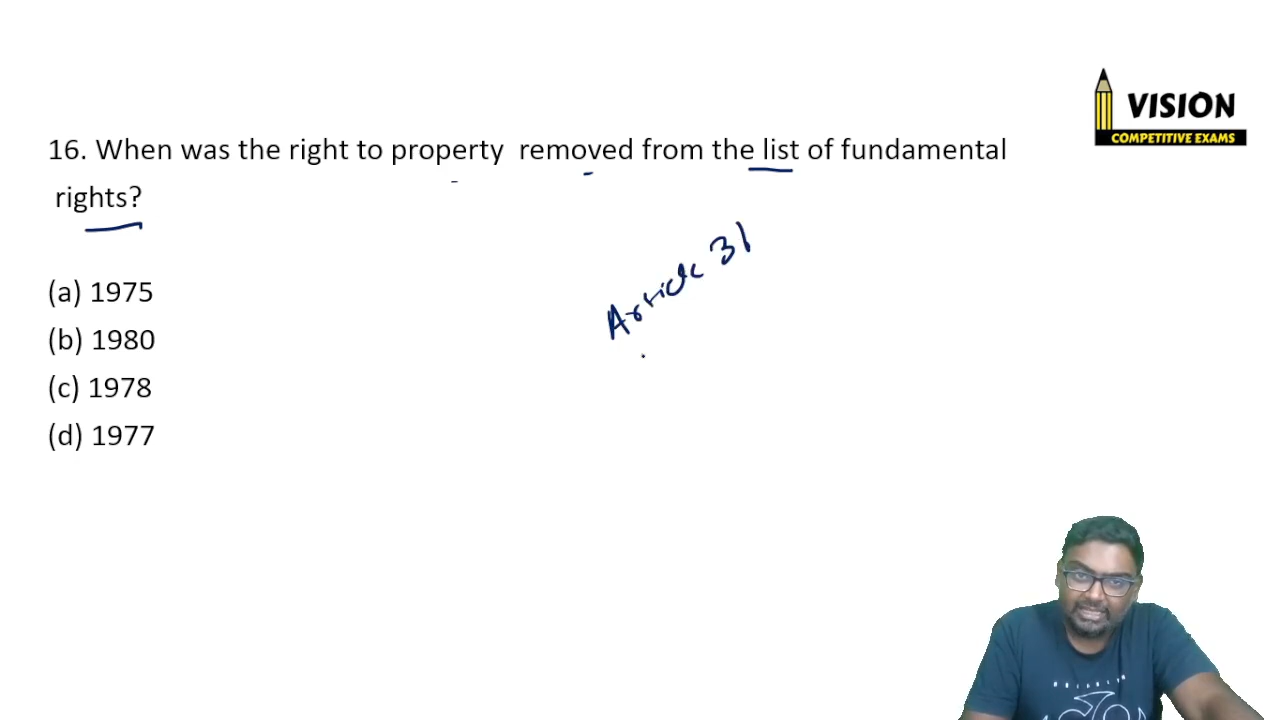 VISION
COMPETITIVE EXAMS
16. When was the right to property removed from the list of fundamental
rights?
Article 31
(a) 1975
(b) 1980
(c) 1978
(d) 1977